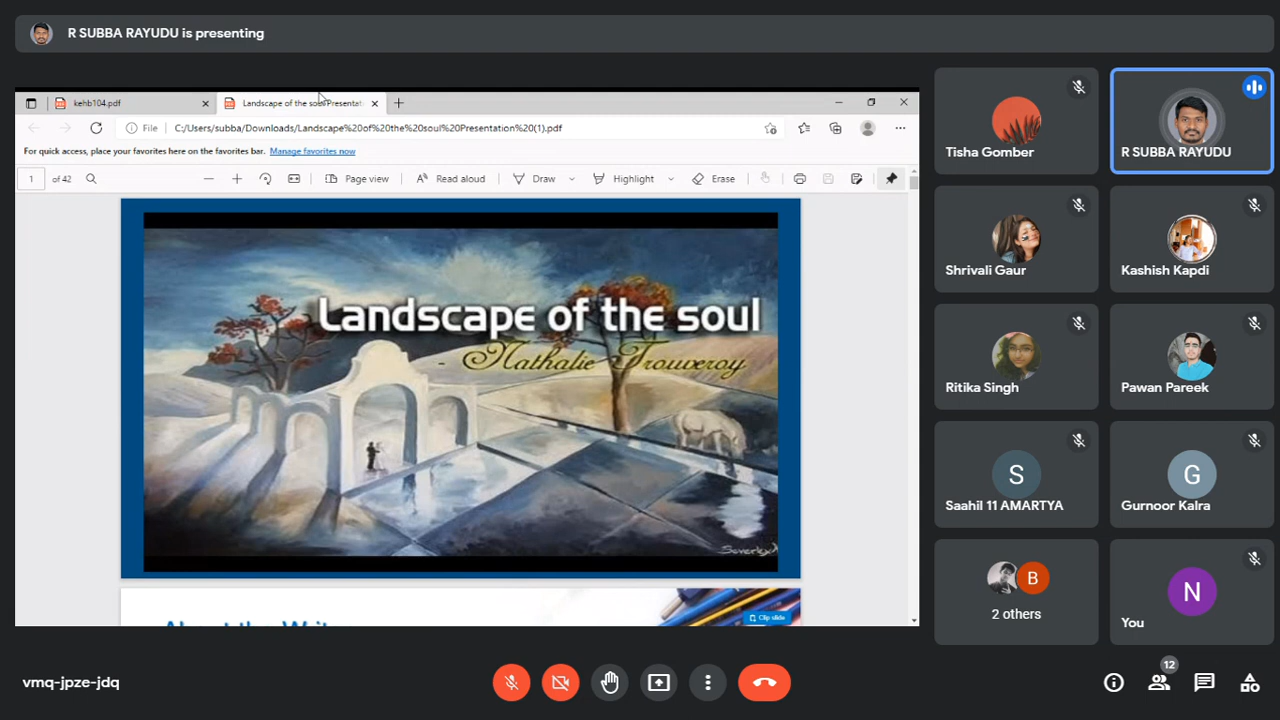 R SUBBA RAYUDU is presenting
kehb104.pdf
Landscape of the soul Presentat
File
C:/Users/subba/Downloads/Landscape%20of%20the%20soul%20Presentation%20(1).pdf
For quick access, place your favorites here on the favorites bar. Manage favorites now
1 of 42
Page view
Read aloud
Draw
Highlight
Erase
Landscape of the soul
- Nathalie Trouveroy
Clip slide
Tisha Gomber
R SUBBA RAYUDU
Shrivali Gaur
Kashish Kapdi
Ritika Singh
Pawan Pareek
S
Saahil 11 AMARTYA
G
Gurnoor Kalra
B
2 others
N
You
vmq-jpze-jdq
12